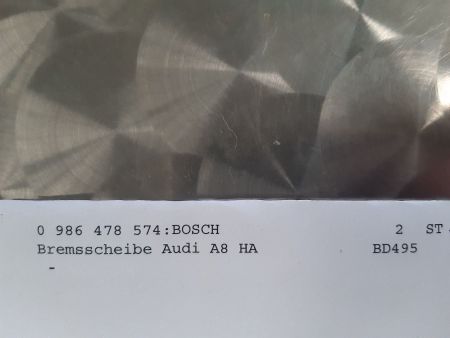 0 986 478 574:BOSCH 2 ST
Bremsscheibe Audi A8 HA BD495
-